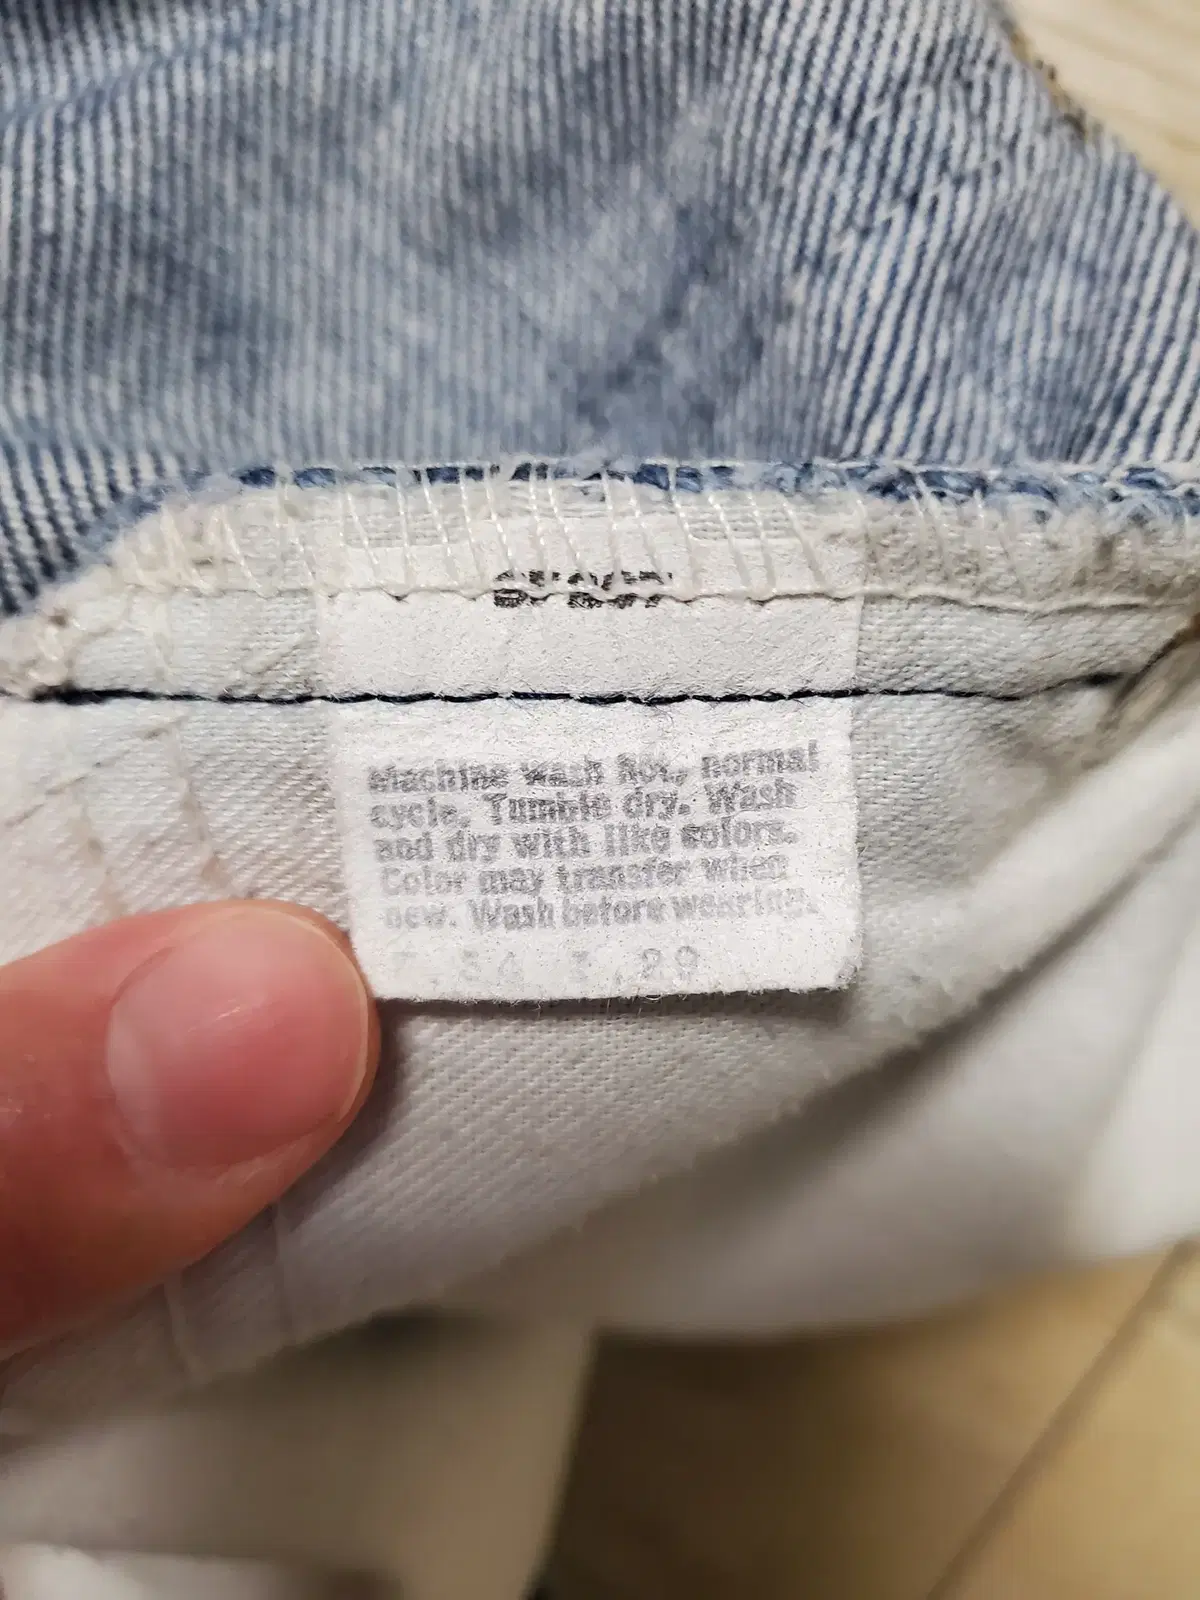 Machine wash hot, normal
cycle. Tumble dry. Wash
and dry with like colors.
Color may transfer when
new. Wash before wearing.